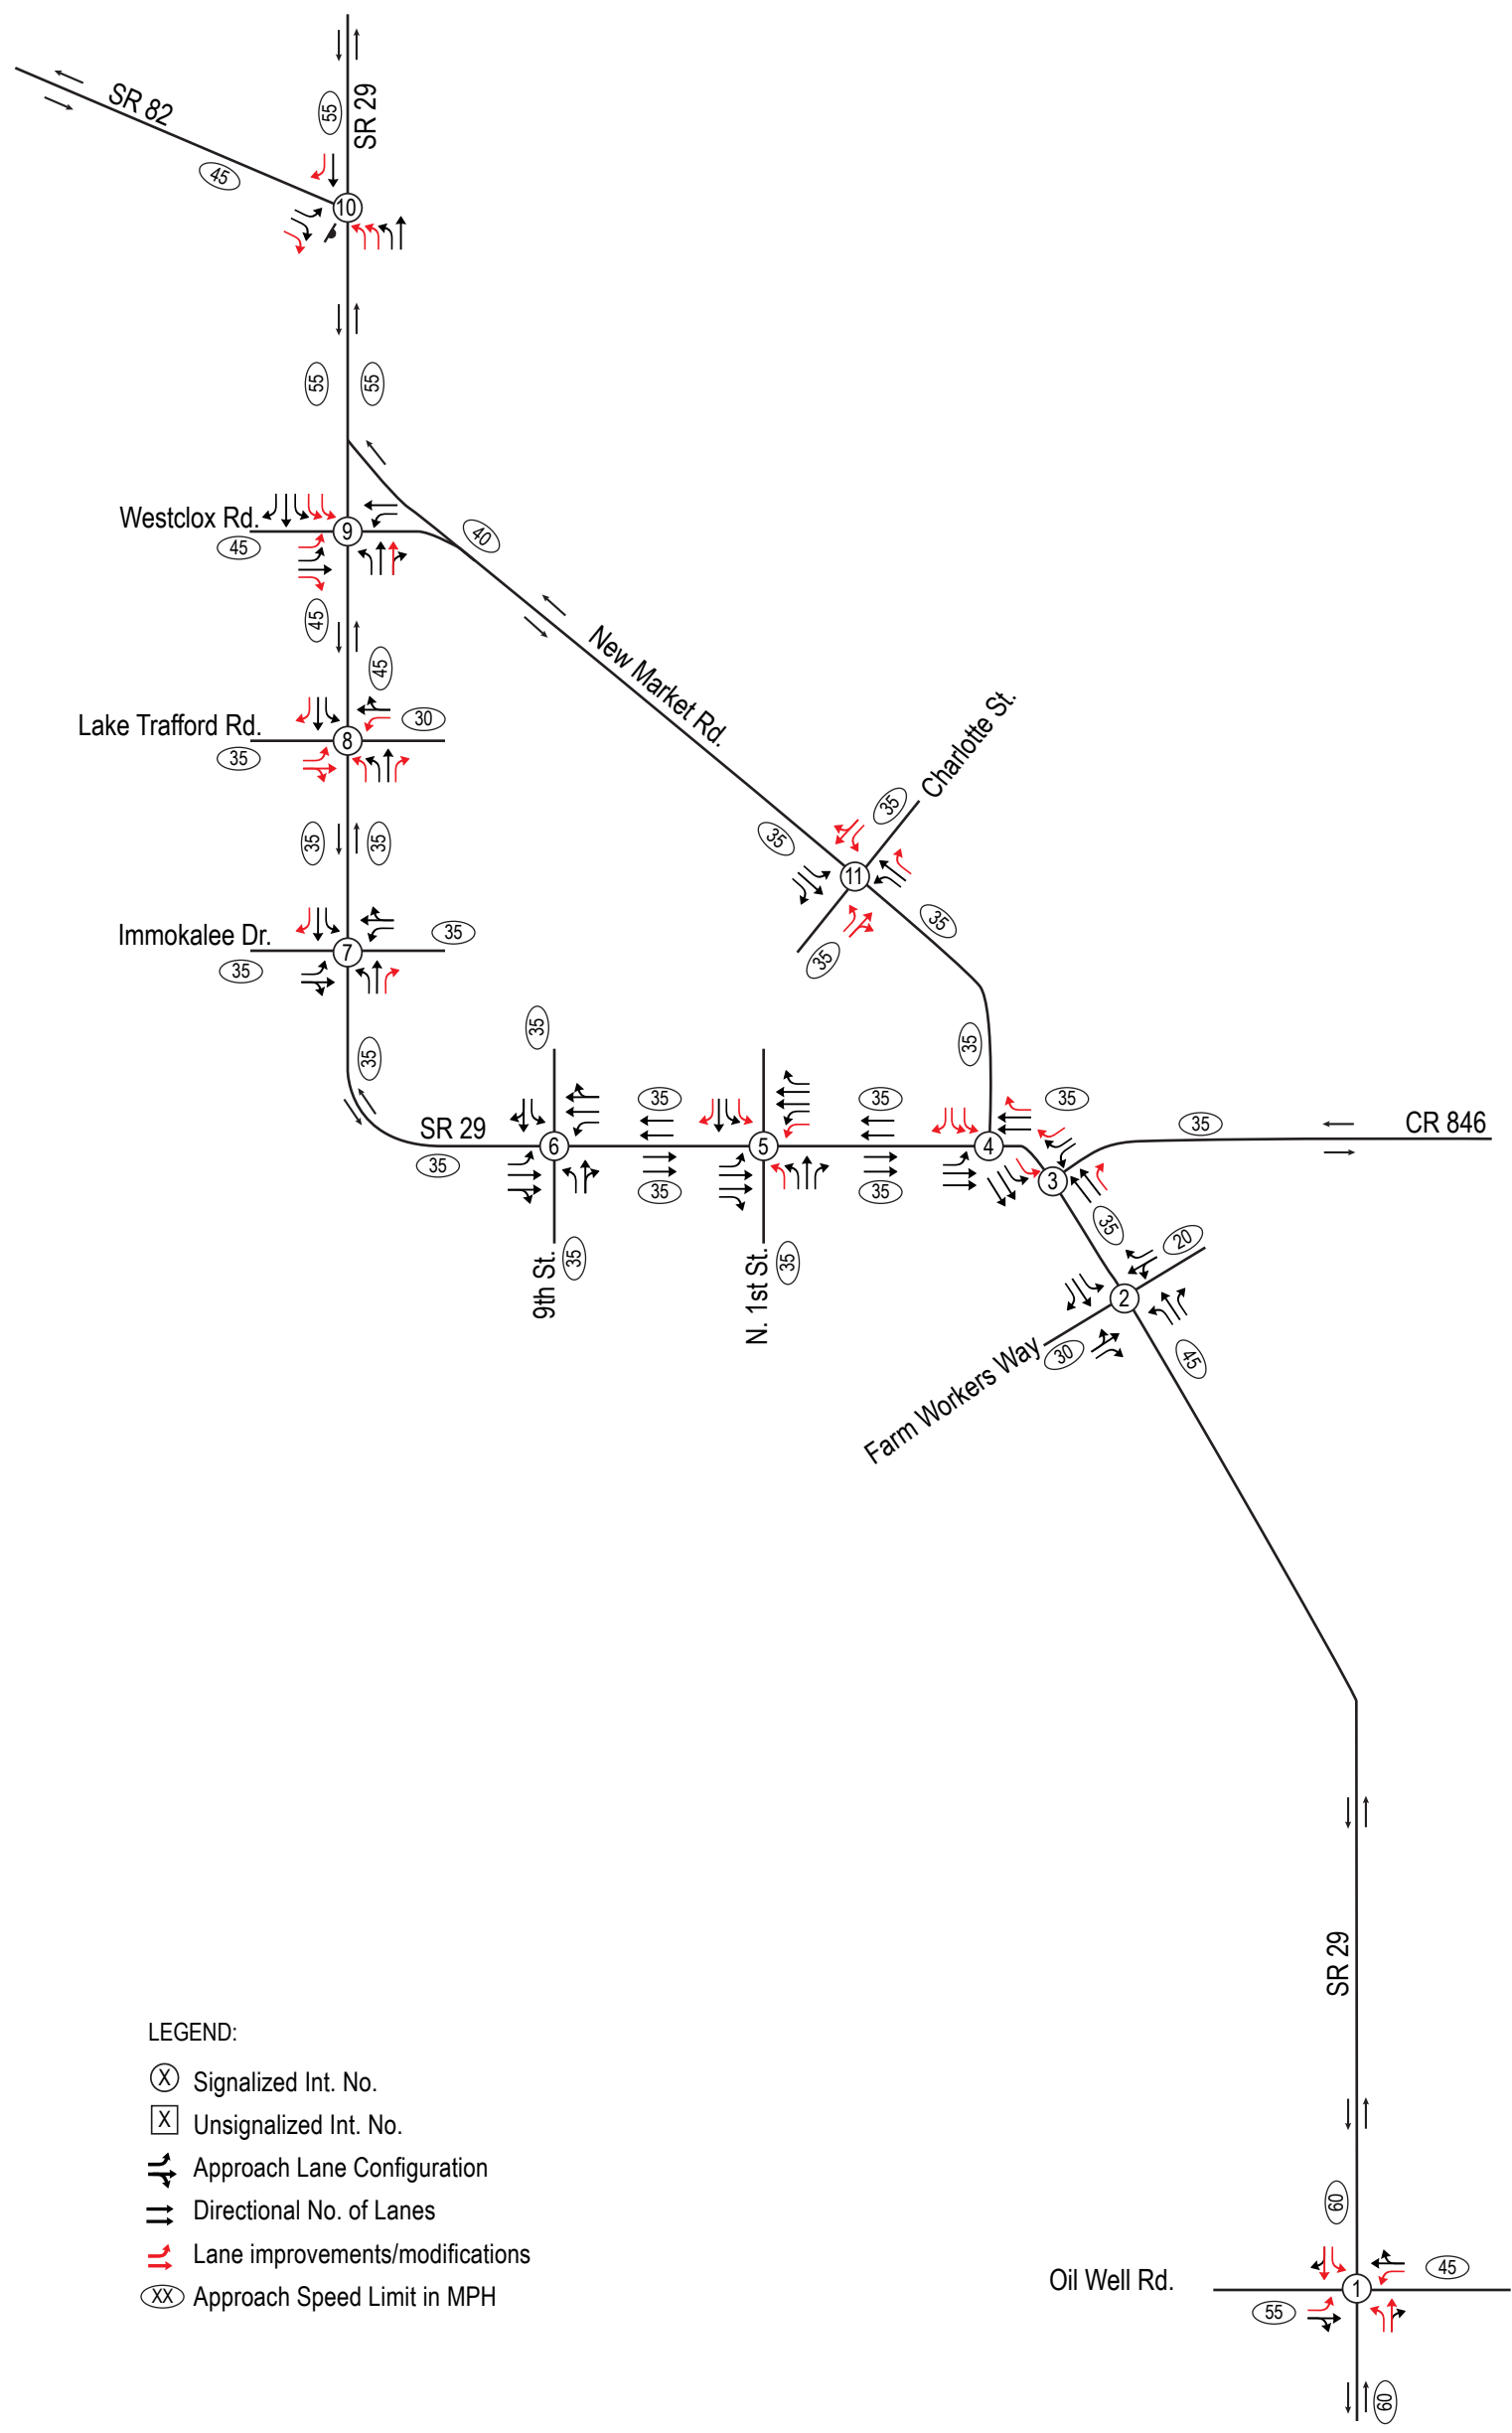 SR 29
55
SR 82
45
10
55
55
Westclox Rd.
9
45
40
45
45
New Market Rd.
Lake Trafford Rd.
30
8
35
Charlotte St.
35
35
35
35
11
Immokalee Dr.
35
7
35
35
35
35
35
35
35
35
35
35
CR 846
SR 29
6
5
4
35
35
35
3
35
20
9th St.
35
N. 1st St.
35
2
Farm Workers Way
30
45
SR 29
LEGEND:
X Signalized Int. No.
X Unsignalized Int. No.
Approach Lane Configuration
Directional No. of Lanes
Lane improvements/modifications
XX Approach Speed Limit in MPH
60
Oil Well Rd.
45
1
55
60